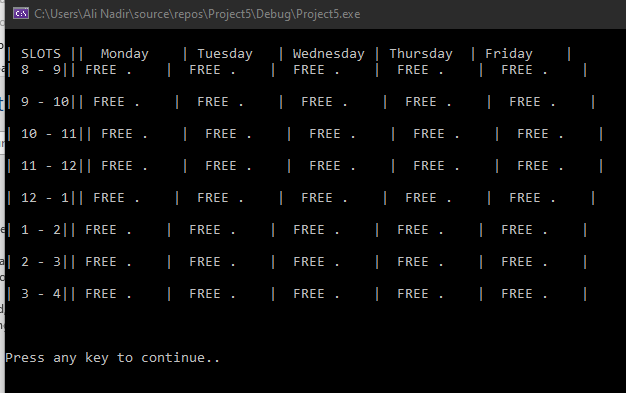 C:\Users\Ali Nadir\source\repos\Project5\Debug\Project5.exe
| SLOTS || Monday | Tuesday | Wednesday | Thursday | Friday |
| 8 - 9|| FREE . | FREE . | FREE . | FREE . | FREE . |
| 9 - 10|| FREE . | FREE . | FREE . | FREE . | FREE . |
| 10 - 11|| FREE . | FREE . | FREE . | FREE . | FREE . |
| 11 - 12|| FREE . | FREE . | FREE . | FREE . | FREE . |
| 12 - 1|| FREE . | FREE . | FREE . | FREE . | FREE . |
| 1 - 2|| FREE . | FREE . | FREE . | FREE . | FREE . |
| 2 - 3|| FREE . | FREE . | FREE . | FREE . | FREE . |
| 3 - 4|| FREE . | FREE . | FREE . | FREE . | FREE . |
Press any key to continue..